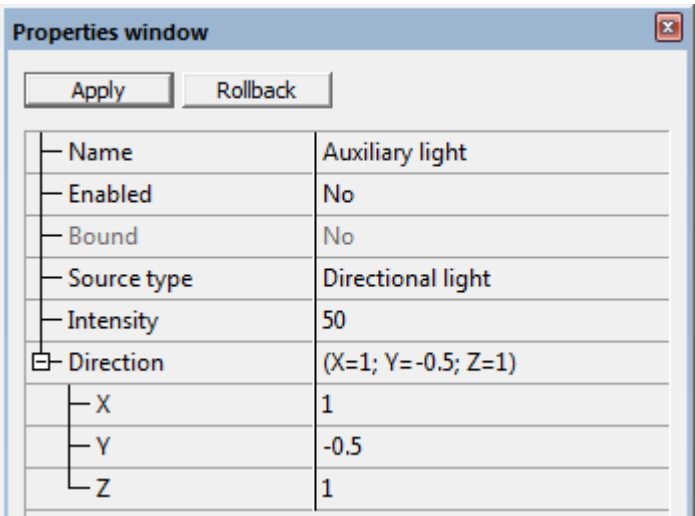 Properties window
Apply Rollback
Name Auxiliary light
Enabled No
Bound No
Source type Directional light
Intensity 50
Direction (X=1; Y=-0.5; Z=1)
X 1
Y -0.5
Z 1